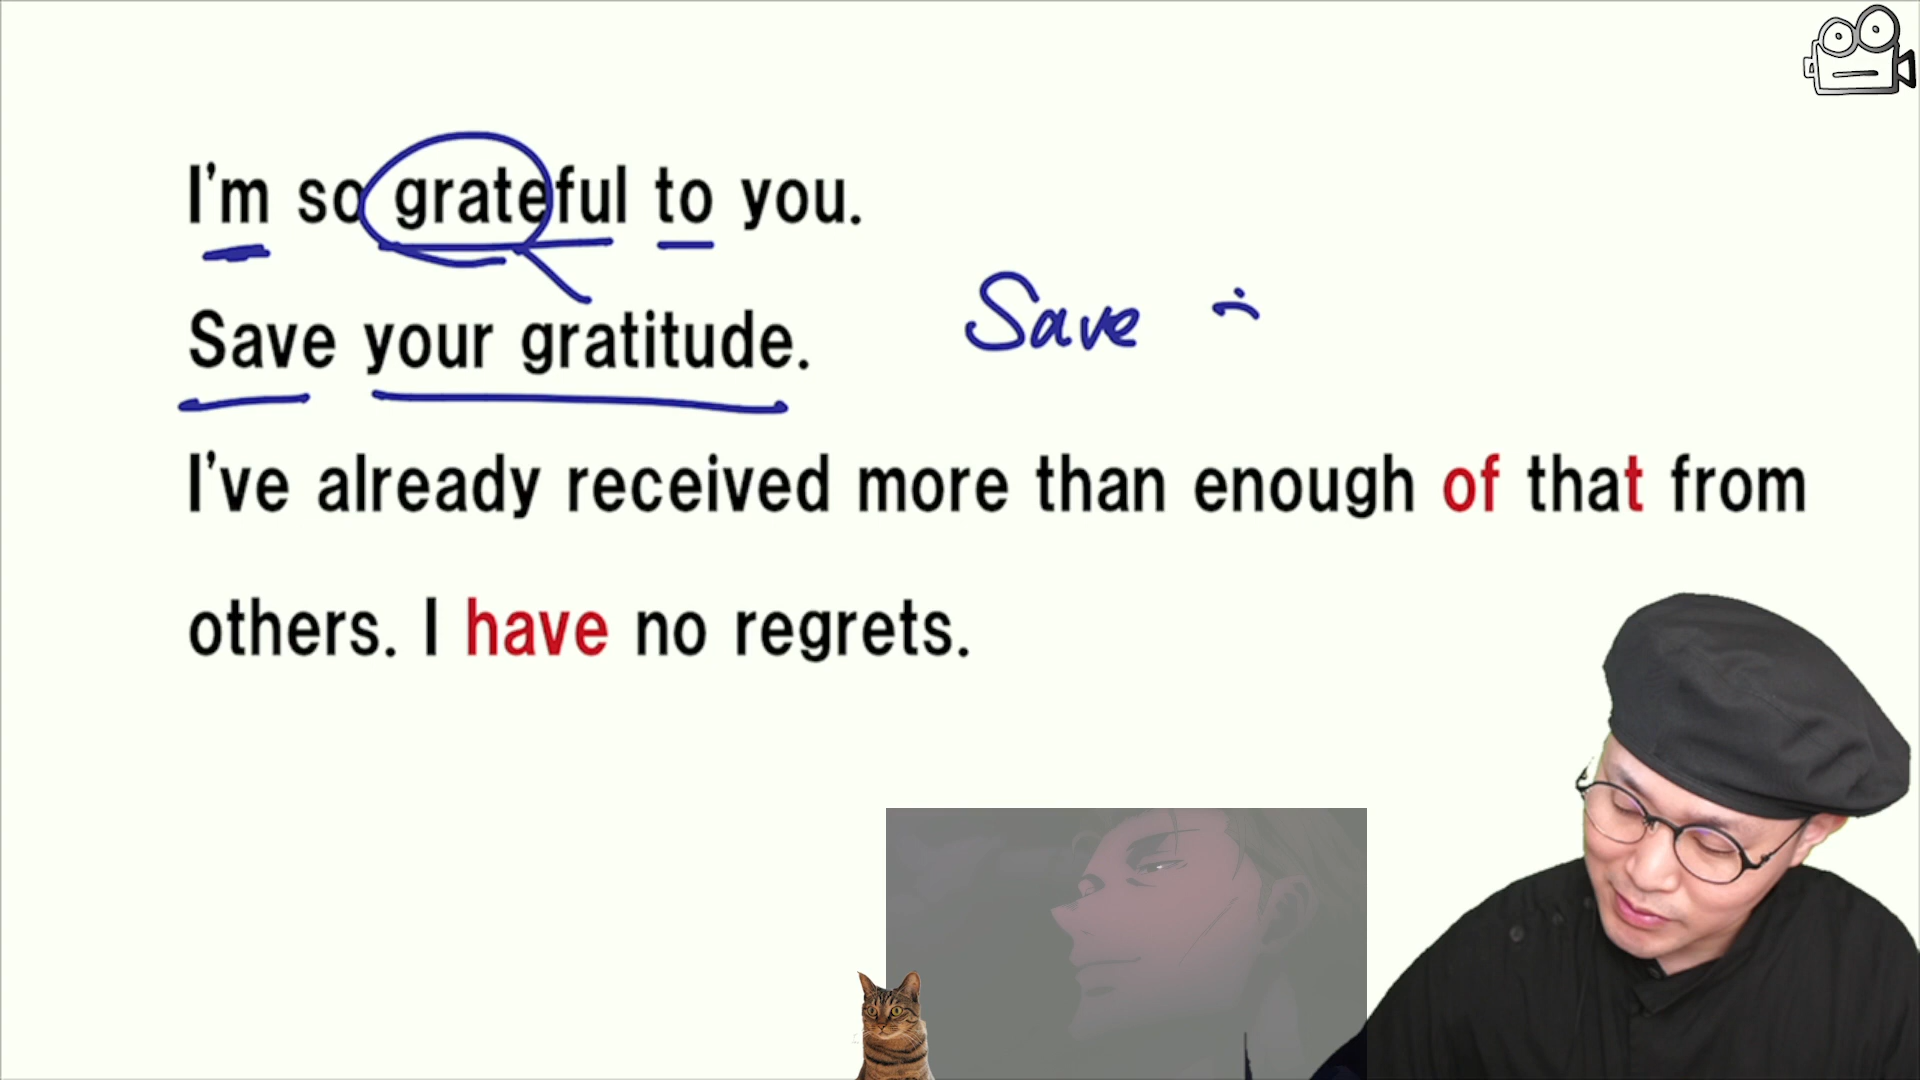 I'm so grateful to you.
Save your gratitude.
Save
I've already received more than enough of that from
others. I have no regrets.